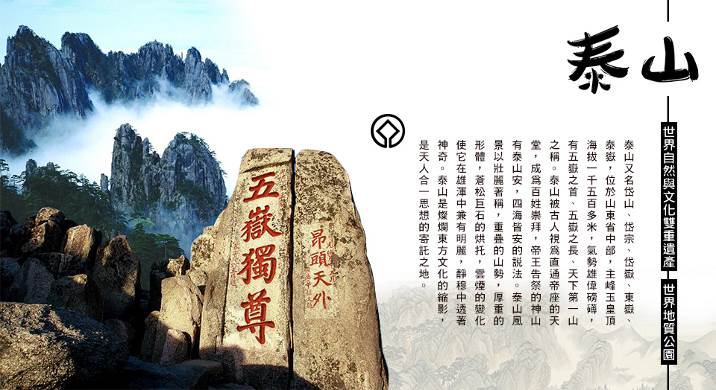 泰山
世界自然與文化雙重遺產
世界地質公園
泰山又名岱山、岱宗、岱嶽、東嶽、
泰嶽，位於山東省中部，主峰玉皇頂
海拔一千五百多米，氣勢雄偉磅礴，
有五嶽之首、五嶽之長、天下第一山
之稱。泰山被古人視為直通帝座的天
堂，成為百姓崇拜，帝王告祭的神山
有泰山安，四海皆安的說法。泰山風
景以壯麗著稱，重疊的山勢，厚重的
形體，蒼松巨石的烘托，雲煙的變化
使它在雄渾中兼有明麗，靜穆中透著
神奇。泰山是燦爛東方文化的縮影，
是天人合一思想的寄託之地。
昂頭天外
五嶽獨尊